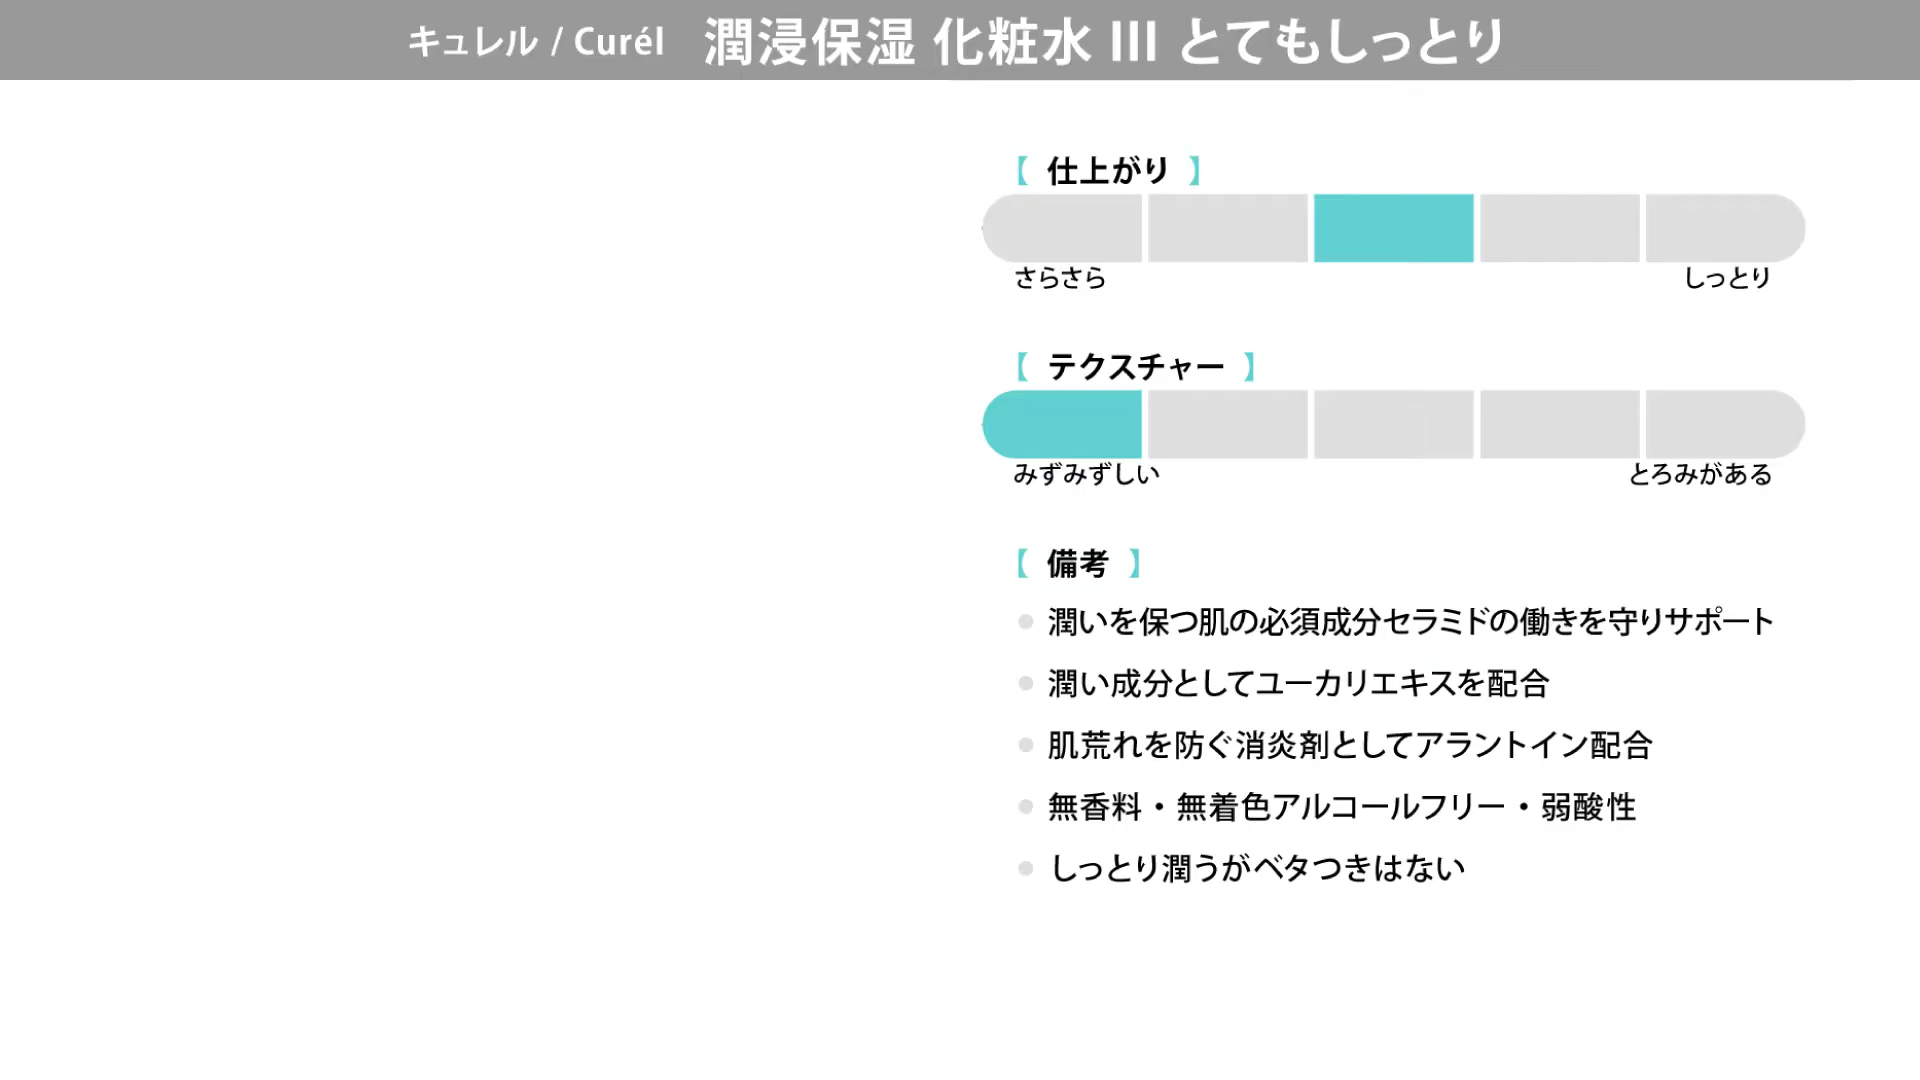 キュレル / Curél 潤浸保湿 化粧水 III とてもしっとり
【 仕上がり 】
さらさら しっとり
【 テクスチャー 】
みずみずしい とろみがある
【 備考 】
潤いを保つ肌の必須成分セラミドの働きを守りサポート
潤い成分としてユーカリエキスを配合
肌荒れを防ぐ消炎剤としてアラントイン配合
無香料・無着色アルコールフリー・弱酸性
しっとり潤うがベタつきはない